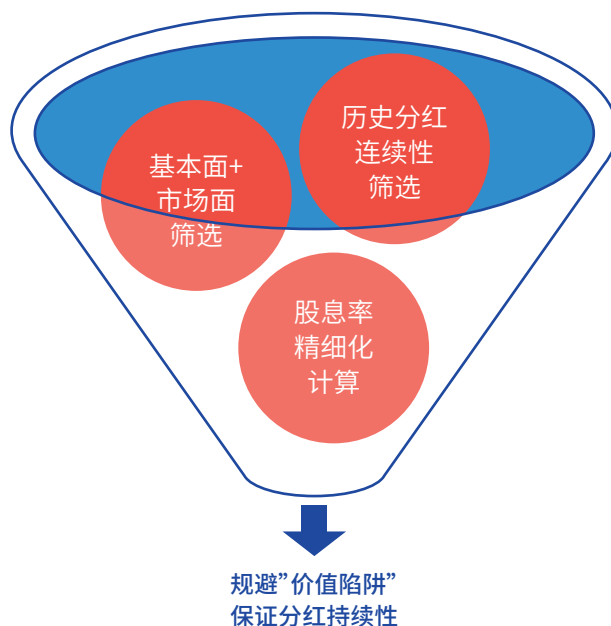 基本面+
市场面
筛选
历史分红
连续性
筛选
股息率
精细化
计算
规避”价值陷阱”
保证分红持续性